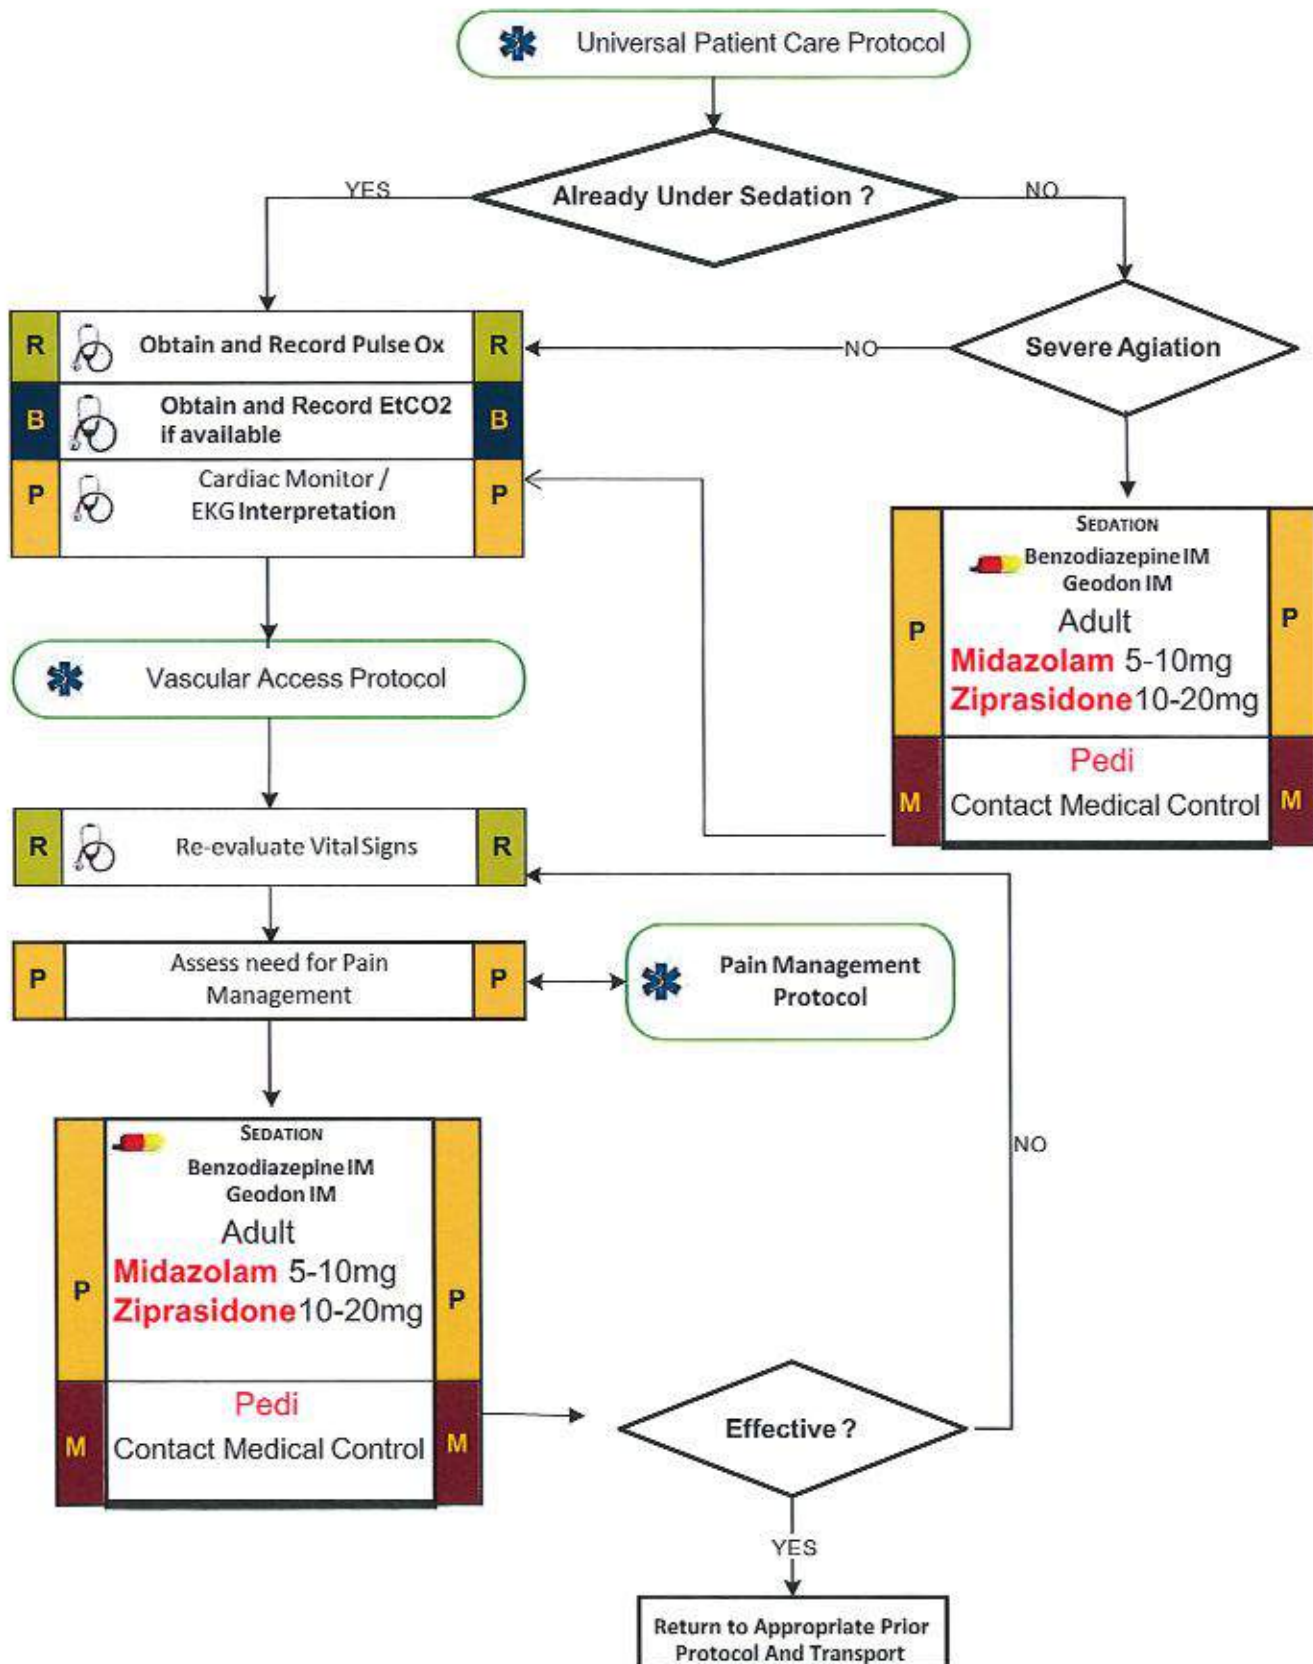 Universal Patient Care Protocol
Already Under Sedation ?
YES
NO
Severe Agiation
NO
R
Obtain and Record Pulse Ox
R
B
Obtain and Record EtCO2
if available
B
P
Cardiac Monitor /
EKG Interpretation
P
P
SEDATION
Benzodiazepine IM
Geodon IM
Adult
Midazolam 5-10mg
Ziprasidone10-20mg
P
M
Pedi
Contact Medical Control
M
Vascular Access Protocol
R
Re-evaluate Vital Signs
R
P
Assess need for Pain
Management
P
Pain Management
Protocol
P
SEDATION
Benzodiazepine IM
Geodon IM
Adult
Midazolam 5-10mg
Ziprasidone10-20mg
P
M
Pedi
Contact Medical Control
M
Effective ?
NO
YES
Return to Appropriate Prior
Protocol And Transport